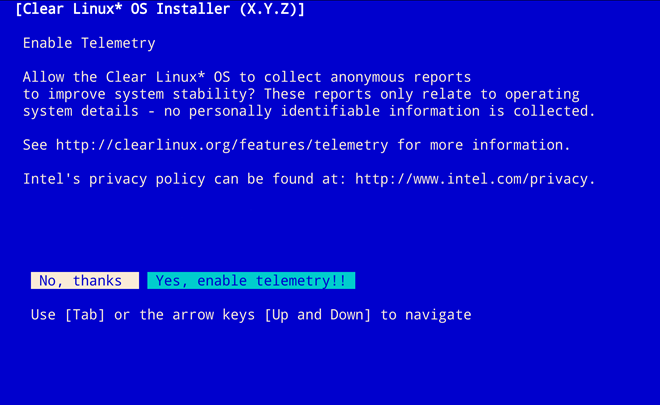 [Clear Linux* OS Installer (X.Y.Z)]
Enable Telemetry
Allow the Clear Linux* OS to collect anonymous reports
to improve system stability? These reports only relate to operating
system details - no personally identifiable information is collected.
See http://clearlinux.org/features/telemetry for more information.
Intel's privacy policy can be found at: http://www.intel.com/privacy.
No, thanks Yes, enable telemetry!!
Use [Tab] or the arrow keys [Up and Down] to navigate